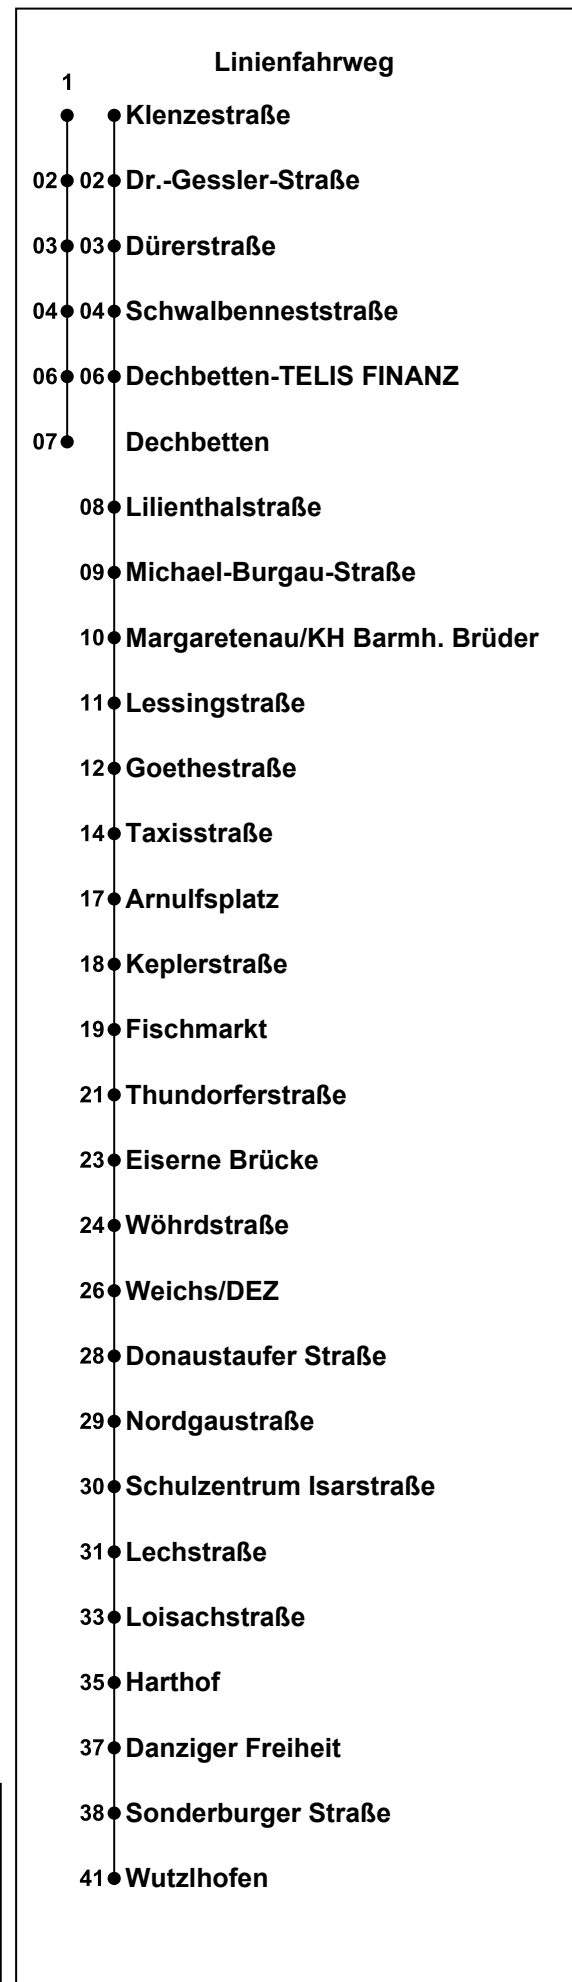 Linienfahrweg
1
Klenzestraße
02 02 Dr.-Gessler-Straße
03 03 Dürerstraße
04 04 Schwalbenneststraße
06 06 Dechbetten-TELIS FINANZ
07 Dechbetten
08 Lilienthalstraße
09 Michael-Burgau-Straße
10 Margaretenau/KH Barmh. Brüder
11 Lessingstraße
12 Goethestraße
14 Taxisstraße
17 Arnulfsplatz
18 Keplerstraße
19 Fischmarkt
21 Thundorferstraße
23 Eiserne Brücke
24 Wöhrdstraße
26 Weichs/DEZ
28 Donaustaufer Straße
29 Nordgaustraße
30 Schulzentrum Isarstraße
31 Lechstraße
33 Loisachstraße
35 Harthof
37 Danziger Freiheit
38 Sonderburger Straße
41 Wutzlhofen